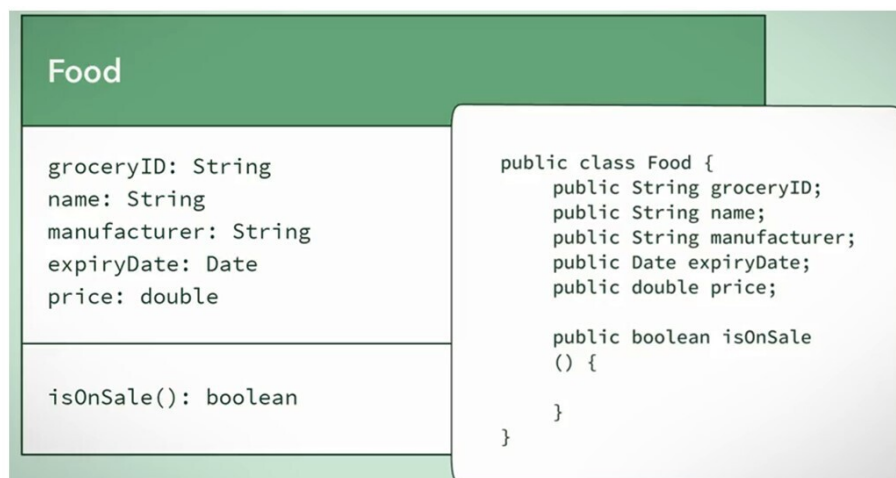 Food
groceryID: String
name: String
manufacturer: String
expiryDate: Date
price: double
isOnSale(): boolean
public class Food {
public String groceryID;
public String name;
public String manufacturer;
public Date expiryDate;
public double price;
public boolean isOnSale
() {
}
}